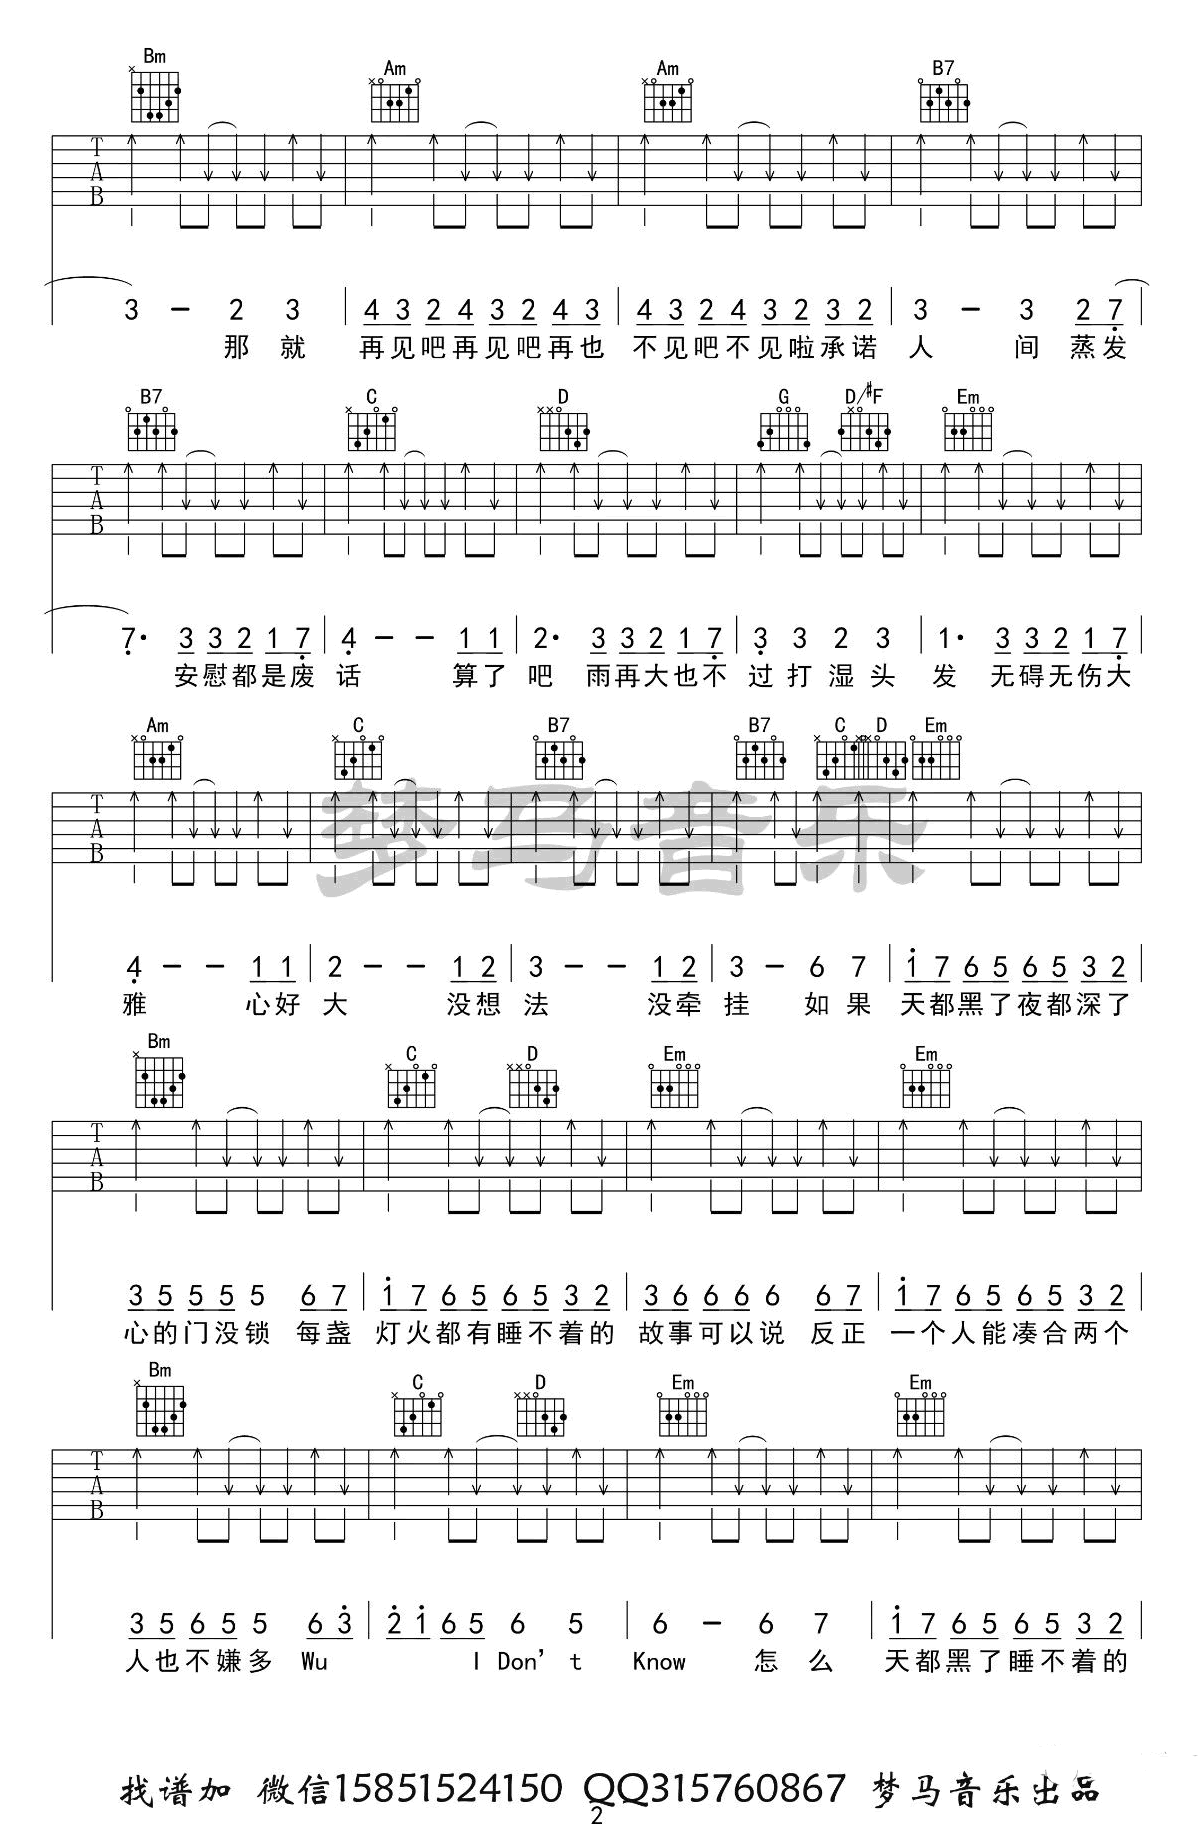 Bm Am Am B7
T
A
B
3 - 2 3 | 4 3 2 4 3 2 4 3 | 4 3 2 4 3 2 3 2 | 3 - 3 2 7
那就 再见吧再见吧再也 不见吧不见啦承诺 人间蒸发
B7 C D G D/#F Em
T
A
B
7· 3 3 2 1 7 | 4 - - 1 1 | 2· 3 3 2 1 7 | 3 3 2 3 | 1· 3 3 2 1 7
安慰都是废 话 算了 吧 雨再大也不 过打湿头 发 无碍无伤大
Am C B7 B7 C D Em
梦马音乐
T
A
B
4 - - 1 1 | 2 - - 1 2 | 3 - - 1 2 | 3 - 6 7 | 1 7 6 5 6 5 3 2
雅 心好 大 没想 法 没牵 挂 如果 天都黑了夜都深了
Bm C D Em Em
T
A
B
3 5 5 5 5 6 7 | 1 7 6 5 6 5 3 2 | 3 6 6 6 6 6 7 | 1 7 6 5 6 5 3 2
心的门没锁 每盏 灯火都有睡不着的 故事可以说 反正 一个人能凑合两个
Bm C D Em Em
T
A
B
3 5 6 5 5 6 3 | 2 1 6 5 6 5 | 6 - 6 7 | 1 7 6 5 6 5 3 2
人也不嫌多 Wu I Don't Know 怎么 天都黑了睡不着的
找谱加 微信15851524150 QQ315760867 梦马音乐出品
2